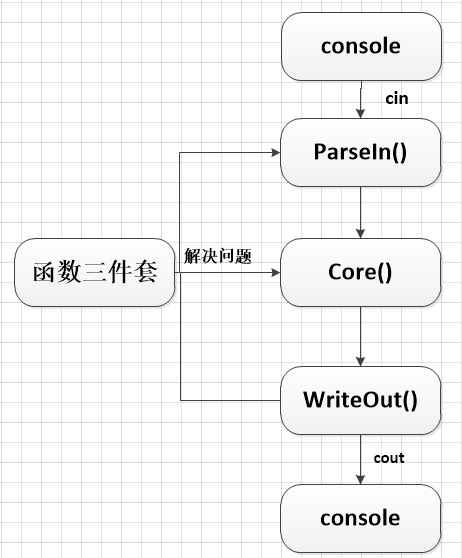 console
cin
ParseIn()
解决问题
函数三件套
Core()
WriteOut()
cout
console